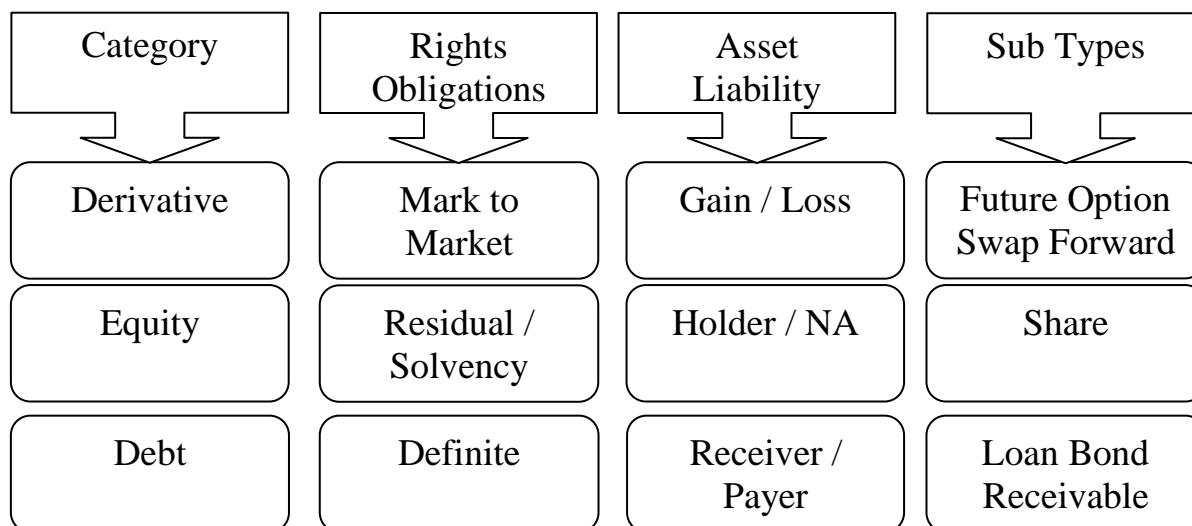 Category
Rights
Obligations
Asset
Liability
Sub Types
Derivative
Mark to
Market
Gain / Loss
Future Option
Swap Forward
Equity
Residual /
Solvency
Holder / NA
Share
Debt
Definite
Receiver /
Payer
Loan Bond
Receivable